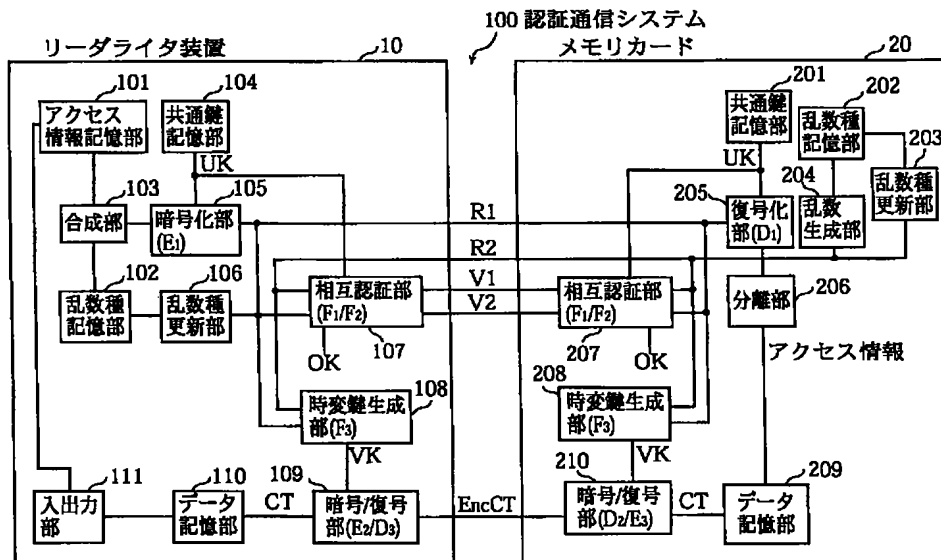 100 認証通信システム
リーダライタ装置
10
101
アクセス
情報記憶部
104
共通鍵
記憶部
UK
103
合成部
105
暗号化部
(E1)
102
乱数種
記憶部
106
乱数種
更新部
相互認証部
(F1/F2)
107
OK
108
時変鍵生成
部(F3)
VK
111
入出力
部
110
データ
記憶部
CT
109
暗号/復号
部(E2/D3)
R1
R2
V1
V2
EncCT
メモリカード
20
201
共通鍵
記憶部
UK
202
乱数種
記憶部
203
乱数種
更新部
204
乱数
生成部
205
復号化
部(D1)
206
分離部
アクセス情報
相互認証部
(F1/F2)
207
OK
208
時変鍵生成
部(F3)
VK
210
暗号/復号
部(D2/E3)
CT
209
データ
記憶部